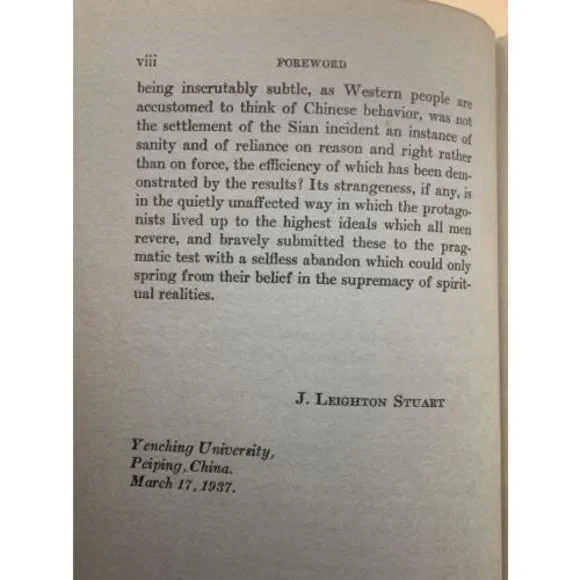 viii FOREWORD
being inscrutably subtle, as Western people are
accustomed to think of Chinese behavior, was not
the settlement of the Sian incident an instance of
sanity and of reliance on reason and right rather
than on force, the efficiency of which has been dem-
onstrated by the results? Its strangeness, if any, is
in the quietly unaffected way in which the protago-
nists lived up to the highest ideals which all men
revere, and bravely submitted these to the prag-
matic test with a selfless abandon which could only
spring from their belief in the supremacy of spirit-
ual realities.
J. LEIGHTON STUART
Yenching University,
Peiping, China.
March 17, 1937.